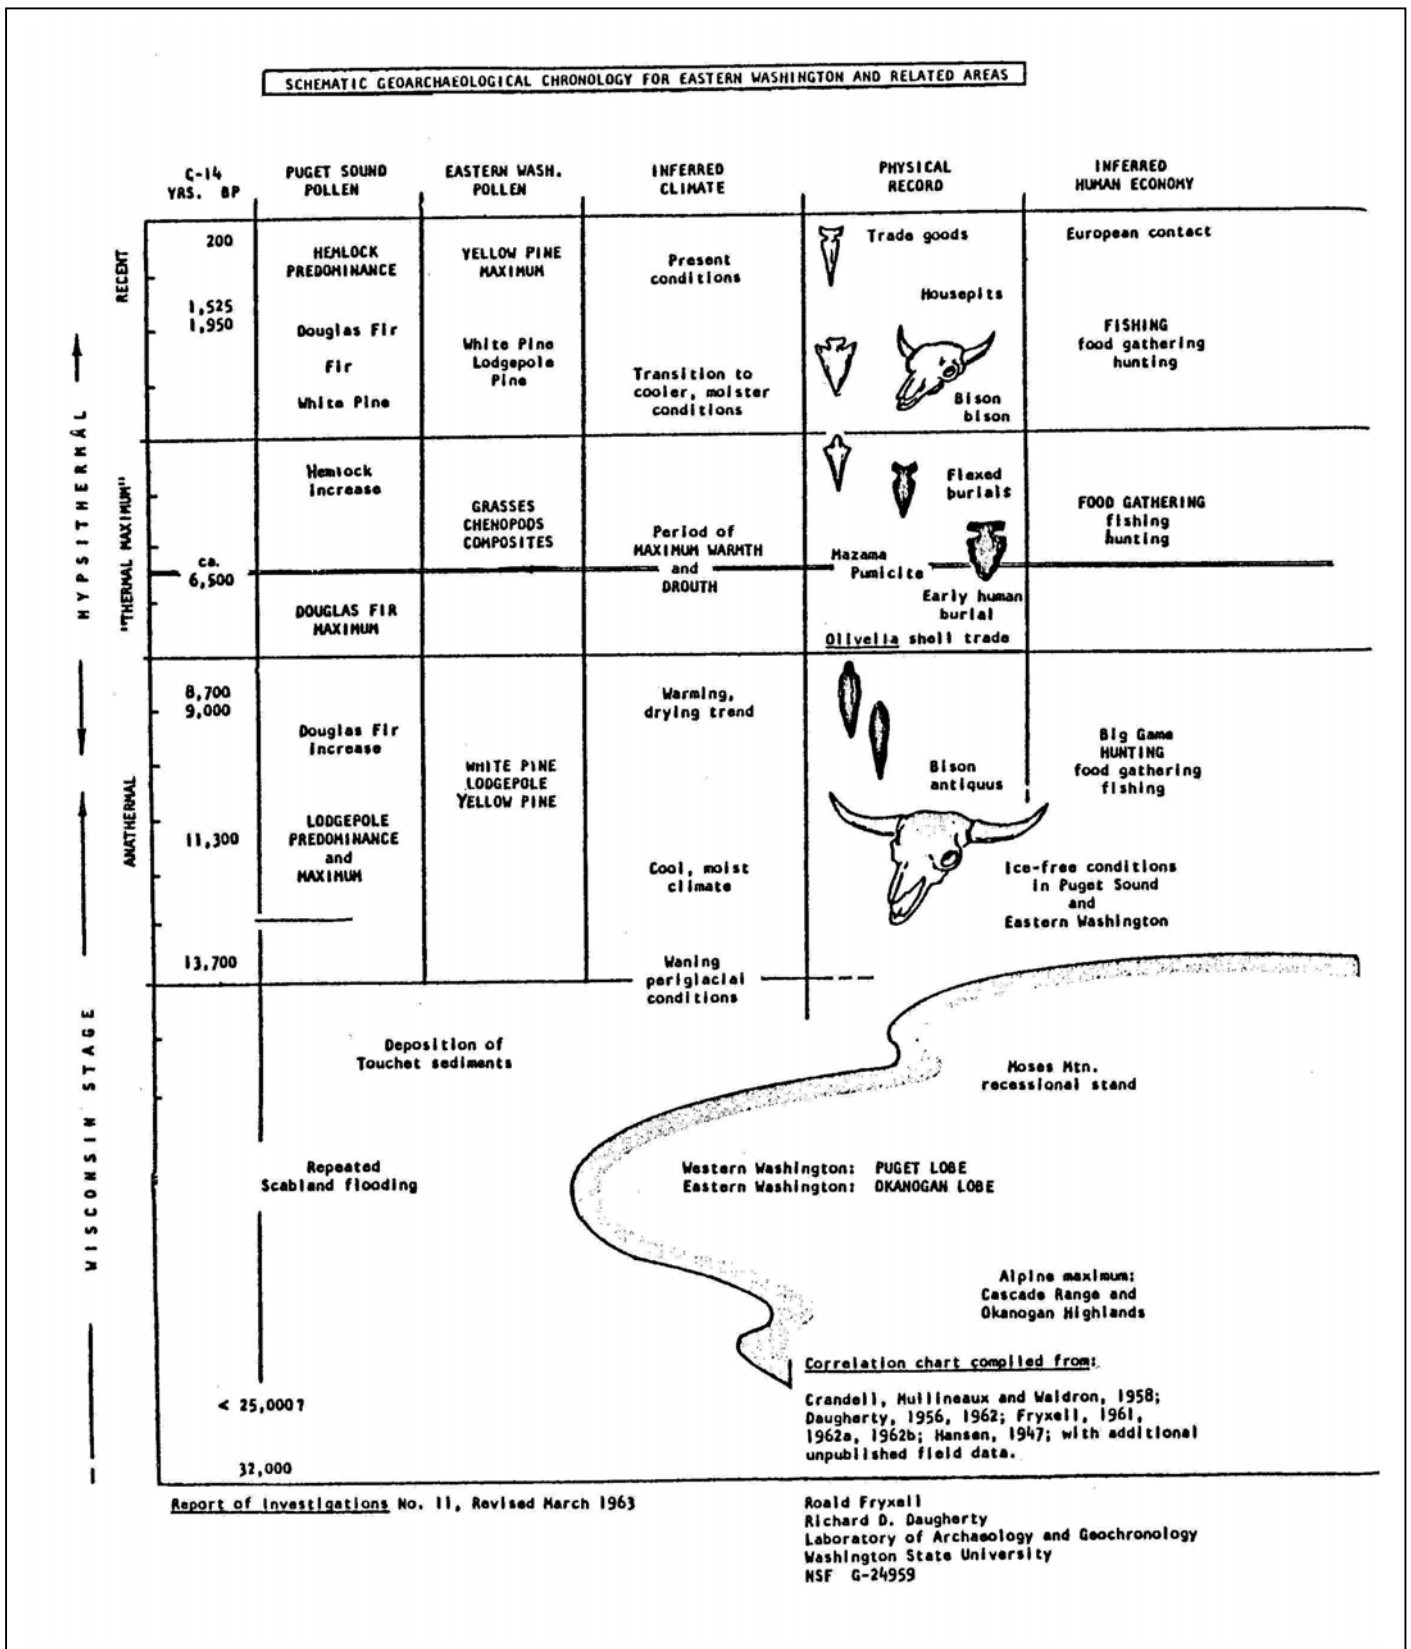 SCHEMATIC GEOARCHAEOLOGICAL CHRONOLOGY FOR EASTERN WASHINGTON AND RELATED AREAS
C-14
YRS. BP
PUGET SOUND
POLLEN
EASTERN WASH.
POLLEN
INFERRED
CLIMATE
PHYSICAL
RECORD
INFERRED
HUMAN ECONOMY
HYPSITHERMAL
WISCONSIN STAGE
RECENT
"THERMAL MAXIMUM"
ANATHERMAL
200
1,525
1,950
ca.
6,500
8,700
9,000
11,300
13,700
< 25,000?
32,000
HEMLOCK
PREDOMINANCE
Douglas Fir
Fir
White Pine
Hemlock
Increase
DOUGLAS FIR
MAXIMUM
Douglas Fir
Increase
LODGEPOLE
PREDOMINANCE
and
MAXIMUM
YELLOW PINE
MAXIMUM
White Pine
Lodgepole
Pine
GRASSES
CHENOPODS
COMPOSITES
WHITE PINE
LODGEPOLE
YELLOW PINE
Present
conditions
Transition to
cooler, moister
conditions
Period of
MAXIMUM WARMTH
and
DROUTH
Warming,
drying trend
Cool, moist
climate
Waning
periglacial
conditions
Trade goods
Housepits
Bison
bison
Flexed
burials
Mazama
Pumicite
Early human
burial
Olivella shell trade
Bison
antiquus
European contact
FISHING
food gathering
hunting
FOOD GATHERING
fishing
hunting
Big Game
HUNTING
food gathering
fishing
Ice-free conditions
in Puget Sound
and
Eastern Washington
Deposition of
Touchet sediments
Moses Mtn.
recessional stand
Repeated
Scabland flooding
Western Washington: PUGET LOBE
Eastern Washington: OKANOGAN LOBE
Alpine maximum:
Cascade Range and
Okanogan Highlands
Correlation chart compiled from:
Crandell, Mullineaux and Waldron, 1958;
Daugherty, 1956, 1962; Fryxell, 1961,
1962a, 1962b; Hansen, 1947; with additional
unpublished field data.
Report of Investigations No. 11, Revised March 1963
Roald Fryxell
Richard D. Daugherty
Laboratory of Archaeology and Geochronology
Washington State University
NSF G-24959